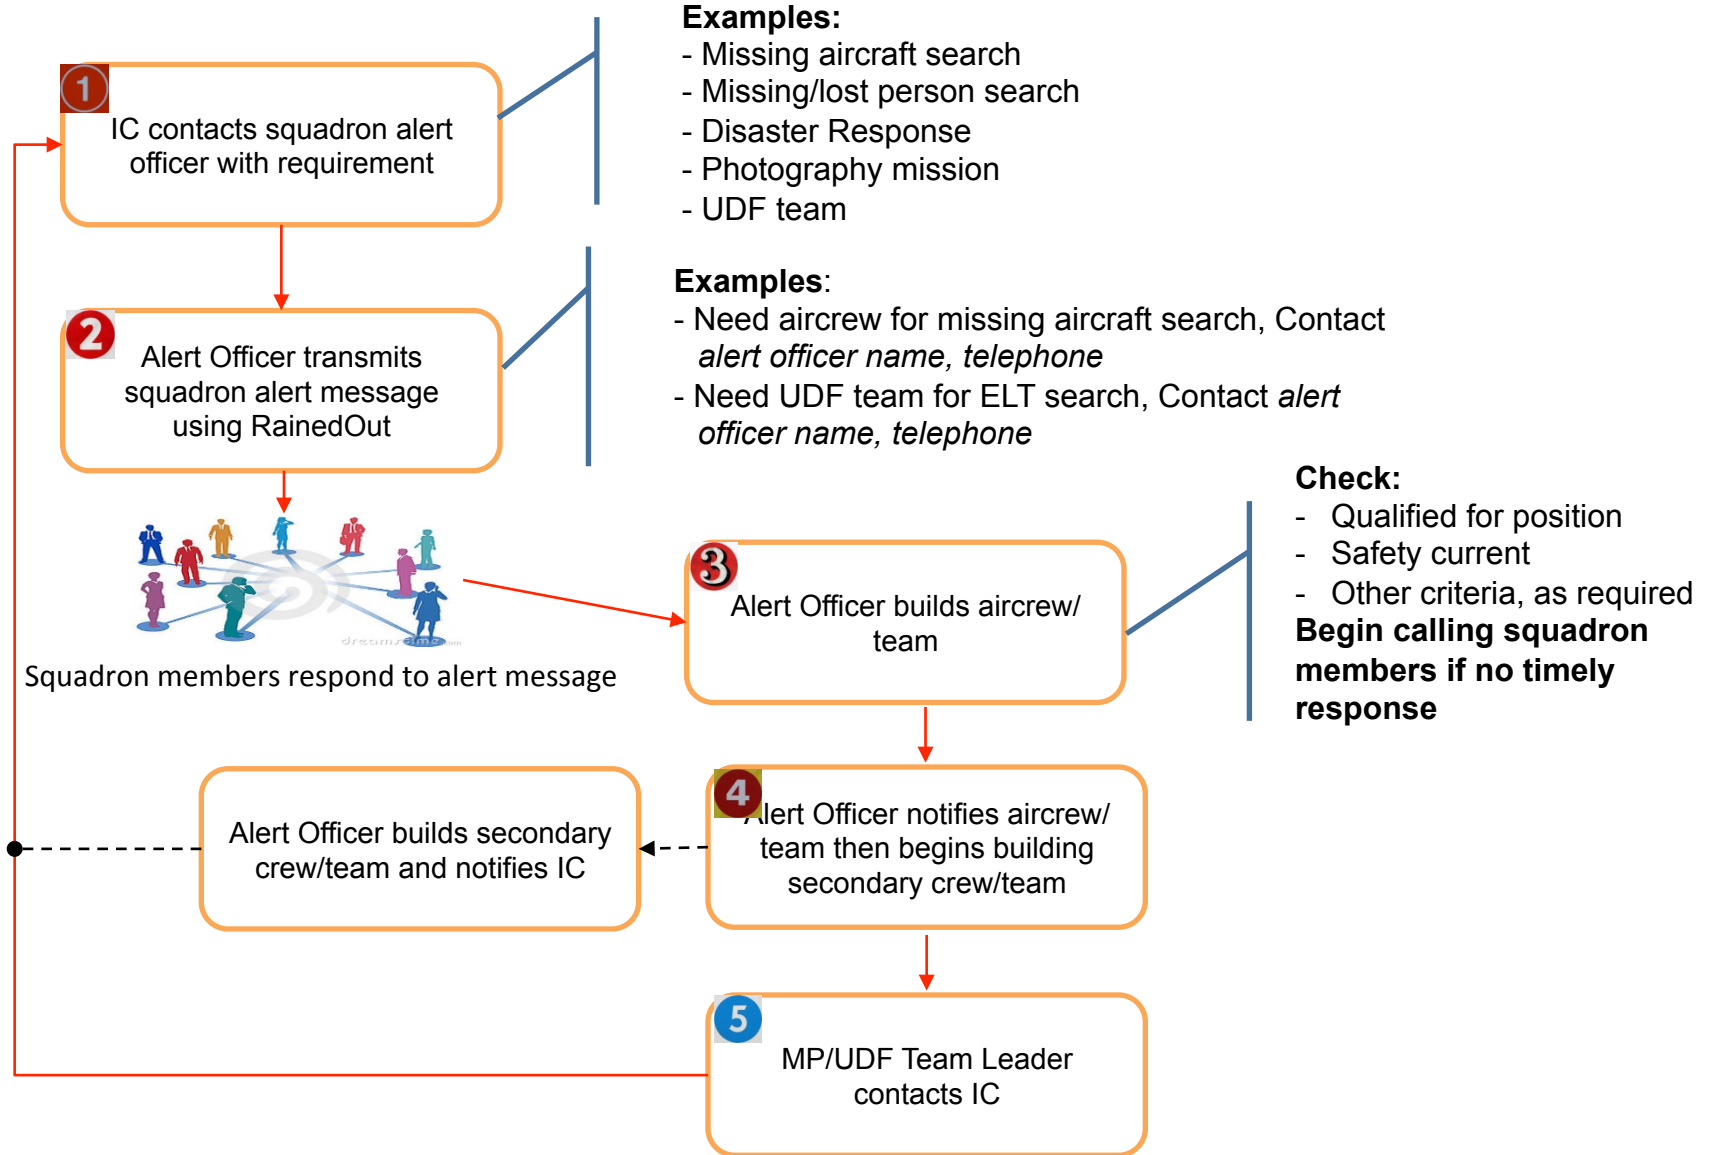 Examples:
- Missing aircraft search
- Missing/lost person search
- Disaster Response
- Photography mission
- UDF team
1
IC contacts squadron alert
officer with requirement
Examples:
- Need aircrew for missing aircraft search, Contact
alert officer name, telephone
- Need UDF team for ELT search, Contact alert
officer name, telephone
2
Alert Officer transmits
squadron alert message
using RainedOut
Check:
- Qualified for position
- Safety current
- Other criteria, as required
Begin calling squadron
members if no timely
response
3
Alert Officer builds aircrew/
team
Squadron members respond to alert message
4
Alert Officer notifies aircrew/
team then begins building
secondary crew/team
Alert Officer builds secondary
crew/team and notifies IC
5
MP/UDF Team Leader
contacts IC